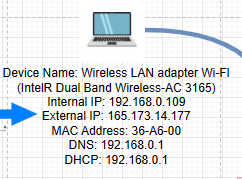 Device Name: Wireless LAN adapter Wi-FI
(IntelR Dual Band Wireless-AC 3165)
Internal IP: 192.168.0.109
External IP: 165.173.14.177
MAC Address: 36-A6-00
DNS: 192.168.0.1
DHCP: 192.168.0.1